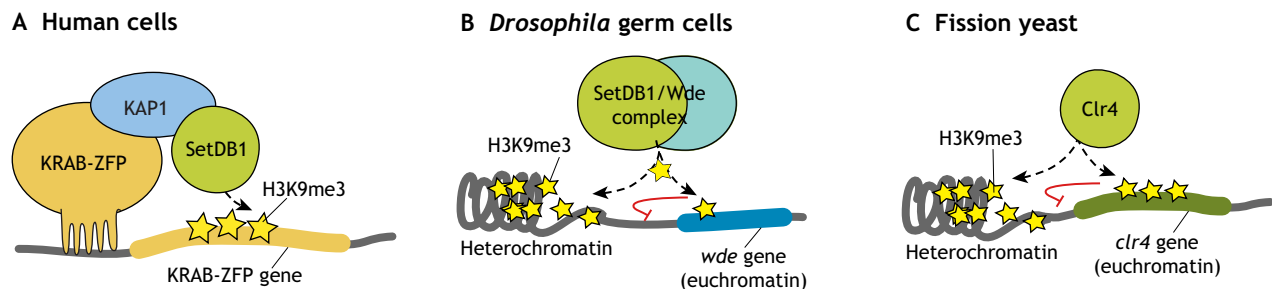 A Human cells
KAP1
KRAB-ZFP
SetDB1
H3K9me3
KRAB-ZFP gene
B Drosophila germ cells
SetDB1/Wde
complex
H3K9me3
Heterochromatin
wde gene
(euchromatin)
C Fission yeast
Clr4
H3K9me3
Heterochromatin
clr4 gene
(euchromatin)